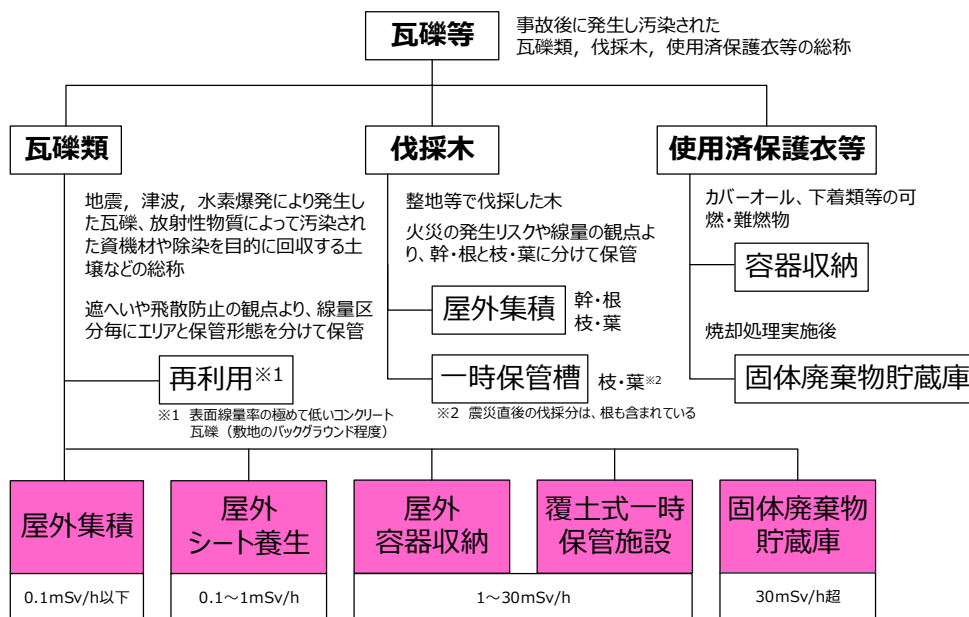 瓦礫等
事故後に発生し汚染された
瓦礫類，伐採木，使用済保護衣等の総称
瓦礫類
地震，津波，水素爆発により発生し
た瓦礫、放射性物質によって汚染され
た資機材や除染を目的に回収する土
壌などの総称
遮へいや飛散防止の観点より、線量区
分毎にエリアと保管形態を分けて保管
再利用※1
※1 表面線量率の極めて低いコンクリート
瓦礫（敷地のバックグラウンド程度）
伐採木
整地等で伐採した木
火災の発生リスクや線量の観点よ
り、幹・根と枝・葉に分けて保管
屋外集積
幹・根
枝・葉
一時保管槽
枝・葉※2
※2 震災直後の伐採分は、根も含まれている
使用済保護衣等
カバーオール、下着類等の可
燃・難燃物
容器収納
焼却処理実施後
固体廃棄物貯蔵庫
屋外集積
0.1mSv/h以下
屋外
シート養生
0.1～1mSv/h
屋外
容器収納
覆土式一時
保管施設
1～30mSv/h
固体廃棄物
貯蔵庫
30mSv/h超